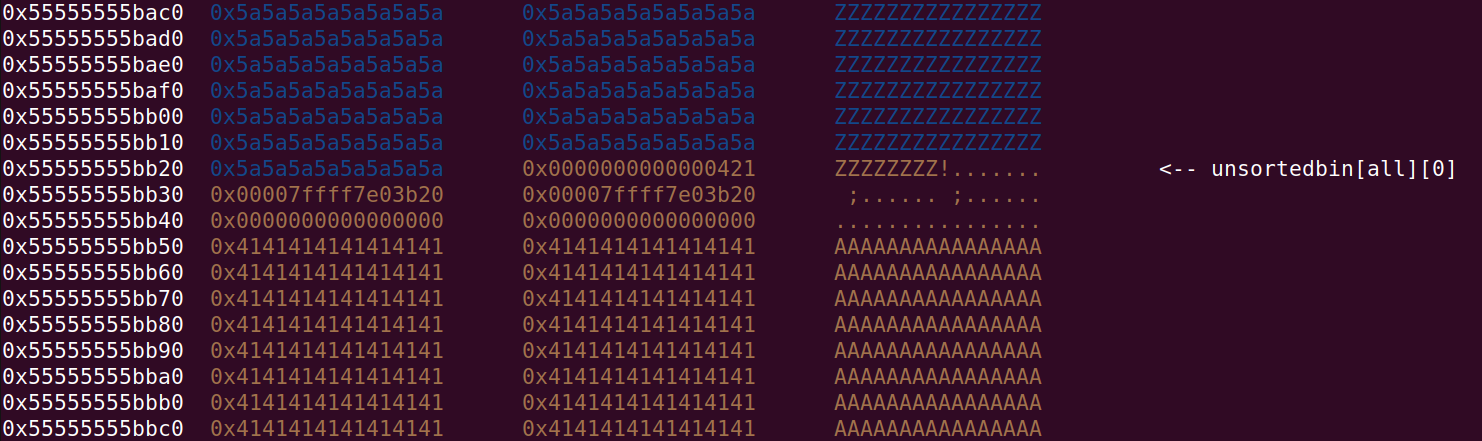 0x55555555bac0 0x5a5a5a5a5a5a5a5a 0x5a5a5a5a5a5a5a5a ZZZZZZZZZZZZZZZZ
0x55555555bad0 0x5a5a5a5a5a5a5a5a 0x5a5a5a5a5a5a5a5a ZZZZZZZZZZZZZZZZ
0x55555555bae0 0x5a5a5a5a5a5a5a5a 0x5a5a5a5a5a5a5a5a ZZZZZZZZZZZZZZZZ
0x55555555baf0 0x5a5a5a5a5a5a5a5a 0x5a5a5a5a5a5a5a5a ZZZZZZZZZZZZZZZZ
0x55555555bb00 0x5a5a5a5a5a5a5a5a 0x5a5a5a5a5a5a5a5a ZZZZZZZZZZZZZZZZ
0x55555555bb10 0x5a5a5a5a5a5a5a5a 0x5a5a5a5a5a5a5a5a ZZZZZZZZZZZZZZZZ
0x55555555bb20 0x5a5a5a5a5a5a5a5a 0x0000000000000421 ZZZZZZZZ!....... <-- unsortedbin[all][0]
0x55555555bb30 0x00007ffff7e03b20 0x00007ffff7e03b20  ;...... ;......
0x55555555bb40 0x0000000000000000 0x0000000000000000 ................
0x55555555bb50 0x4141414141414141 0x4141414141414141 AAAAAAAAAAAAAAAA
0x55555555bb60 0x4141414141414141 0x4141414141414141 AAAAAAAAAAAAAAAA
0x55555555bb70 0x4141414141414141 0x4141414141414141 AAAAAAAAAAAAAAAA
0x55555555bb80 0x4141414141414141 0x4141414141414141 AAAAAAAAAAAAAAAA
0x55555555bb90 0x4141414141414141 0x4141414141414141 AAAAAAAAAAAAAAAA
0x55555555bba0 0x4141414141414141 0x4141414141414141 AAAAAAAAAAAAAAAA
0x55555555bbb0 0x4141414141414141 0x4141414141414141 AAAAAAAAAAAAAAAA
0x55555555bbc0 0x4141414141414141 0x4141414141414141 AAAAAAAAAAAAAAAA